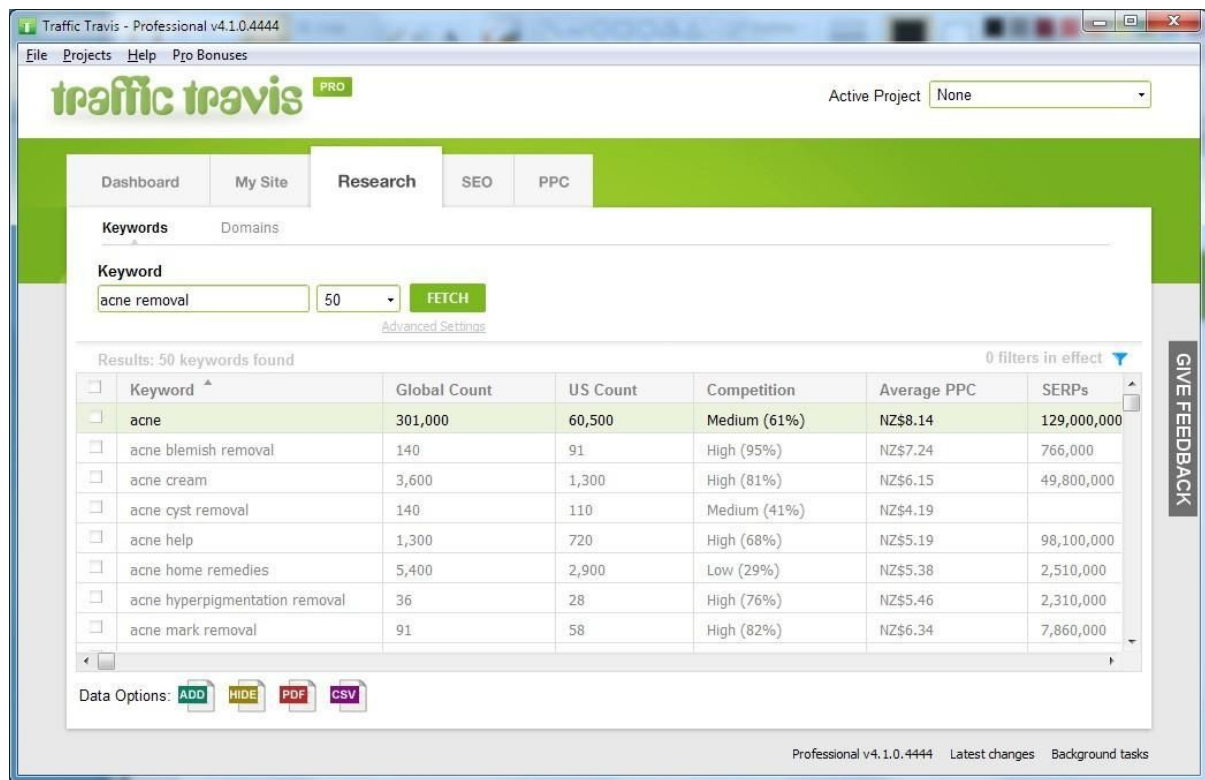 Traffic Travis - Professional v4.1.0.4444
File Projects Help Pro Bonuses
traffic travis PRO
Active Project None
Dashboard My Site Research SEO PPC
Keywords Domains
Keyword
acne removal 50 FETCH
Advanced Settings
Results: 50 keywords found 0 filters in effect
Keyword Global Count US Count Competition Average PPC SERPs
acne 301,000 60,500 Medium (61%) NZ$8.14 129,000,000
acne blemish removal 140 91 High (95%) NZ$7.24 766,000
acne cream 3,600 1,300 High (81%) NZ$6.15 49,800,000
acne cyst removal 140 110 Medium (41%) NZ$4.19
acne help 1,300 720 High (68%) NZ$5.19 98,100,000
acne home remedies 5,400 2,900 Low (29%) NZ$5.38 2,510,000
acne hyperpigmentation removal 36 28 High (76%) NZ$5.46 2,310,000
acne mark removal 91 58 High (82%) NZ$6.34 7,860,000
GIVE FEEDBACK
Data Options: ADD HIDE PDF CSV
Professional v4.1.0.4444 Latest changes Background tasks